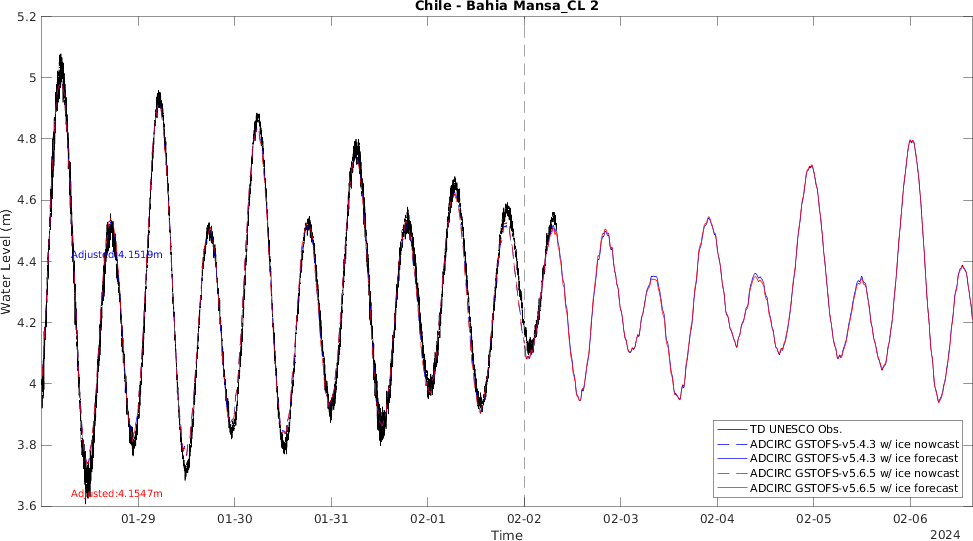 Chile - Bahia Mansa_CL 2
5.2
5
4.8
4.6
4.4
4.2
4
3.8
3.6
Water Level (m)
Adjusted:4.1519m
Adjusted:4.1547m
TD UNESCO Obs.
ADCIRC GSTOFS-v5.4.3 w/ ice nowcast
ADCIRC GSTOFS-v5.4.3 w/ ice forecast
ADCIRC GSTOFS-v5.6.5 w/ ice nowcast
ADCIRC GSTOFS-v5.6.5 w/ ice forecast
01-29 01-30 01-31 02-01 02-02 02-03 02-04 02-05 02-06
Time
2024